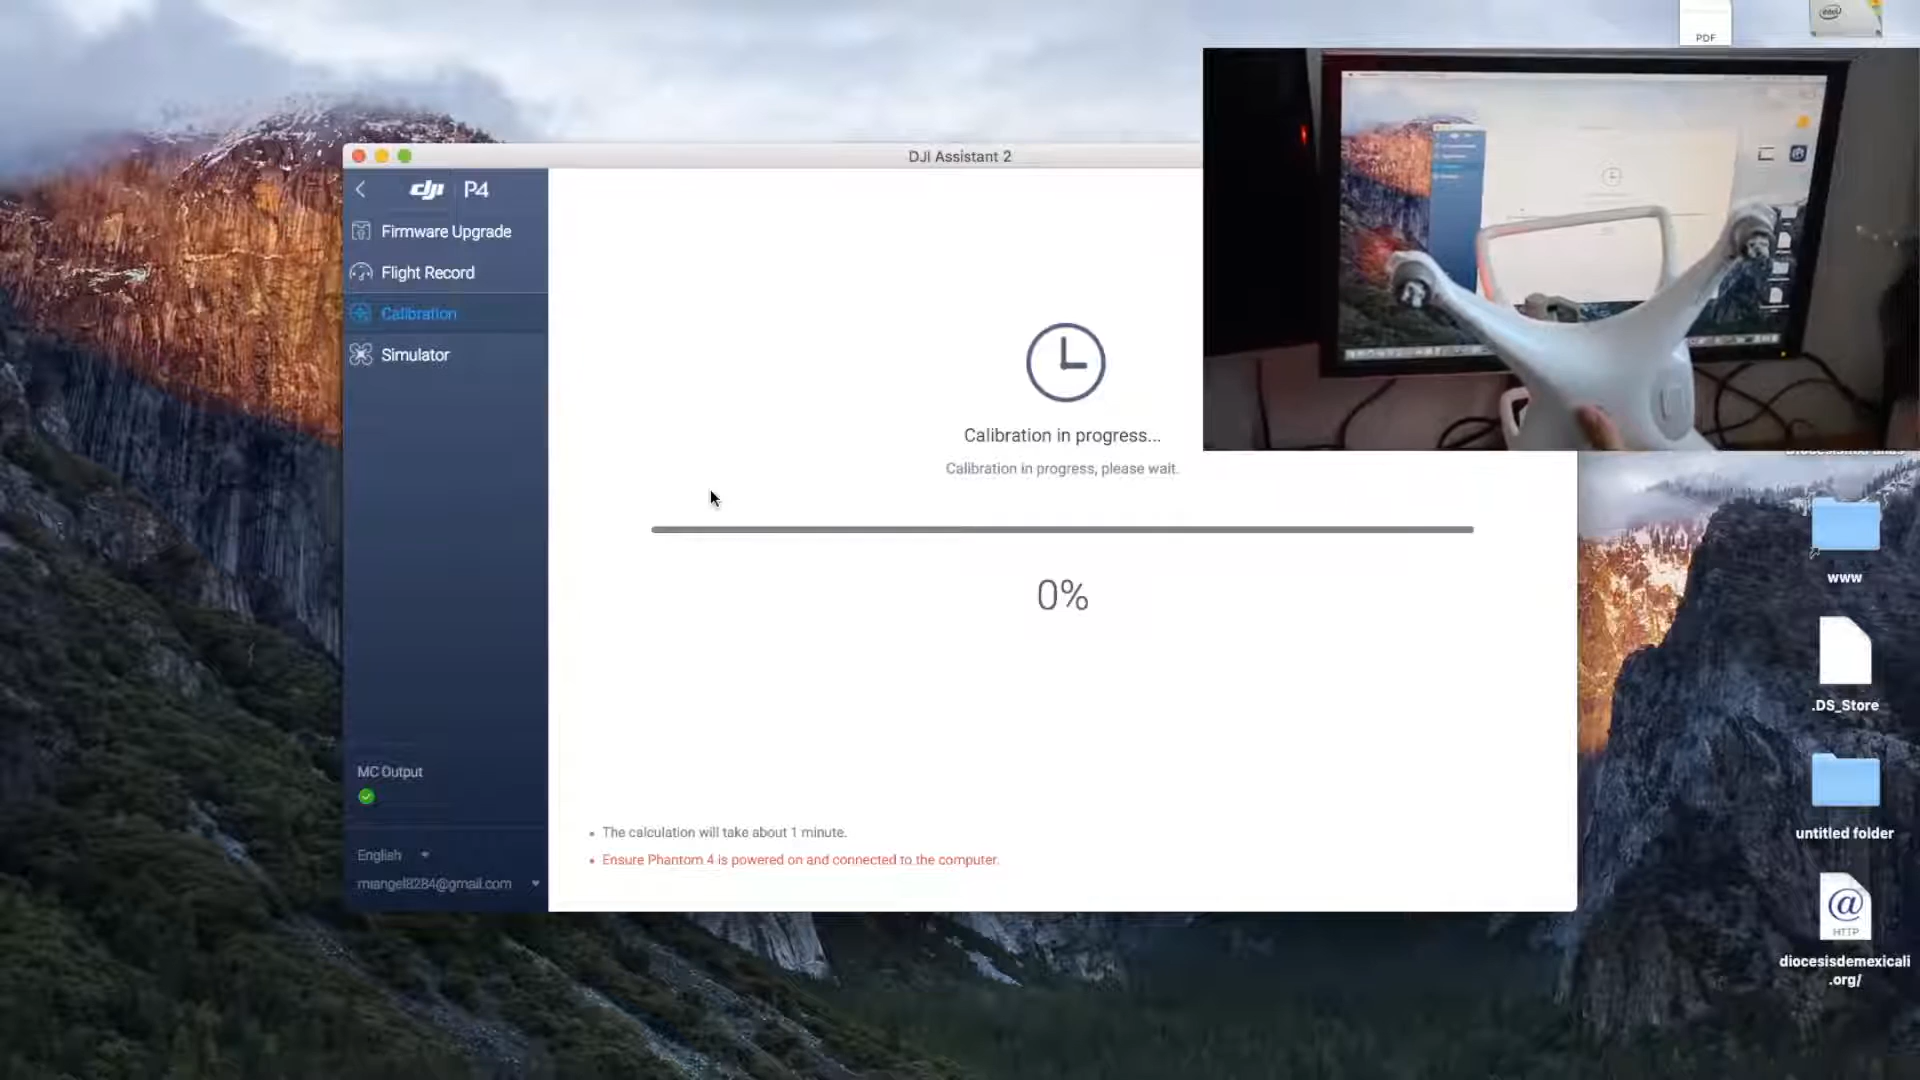 PDF
intel
DJI Assistant 2
dji P4
Firmware Upgrade
Flight Record
Calibration
Simulator
Calibration in progress...
Calibration in progress, please wait.
0%
MC Output
The calculation will take about 1 minute.
Ensure Phantom 4 is powered on and connected to the computer.
English
miangel8284@gmail.com
www
.DS_Store
untitled folder
@
HTTP
diocesisdemexicali
.org/